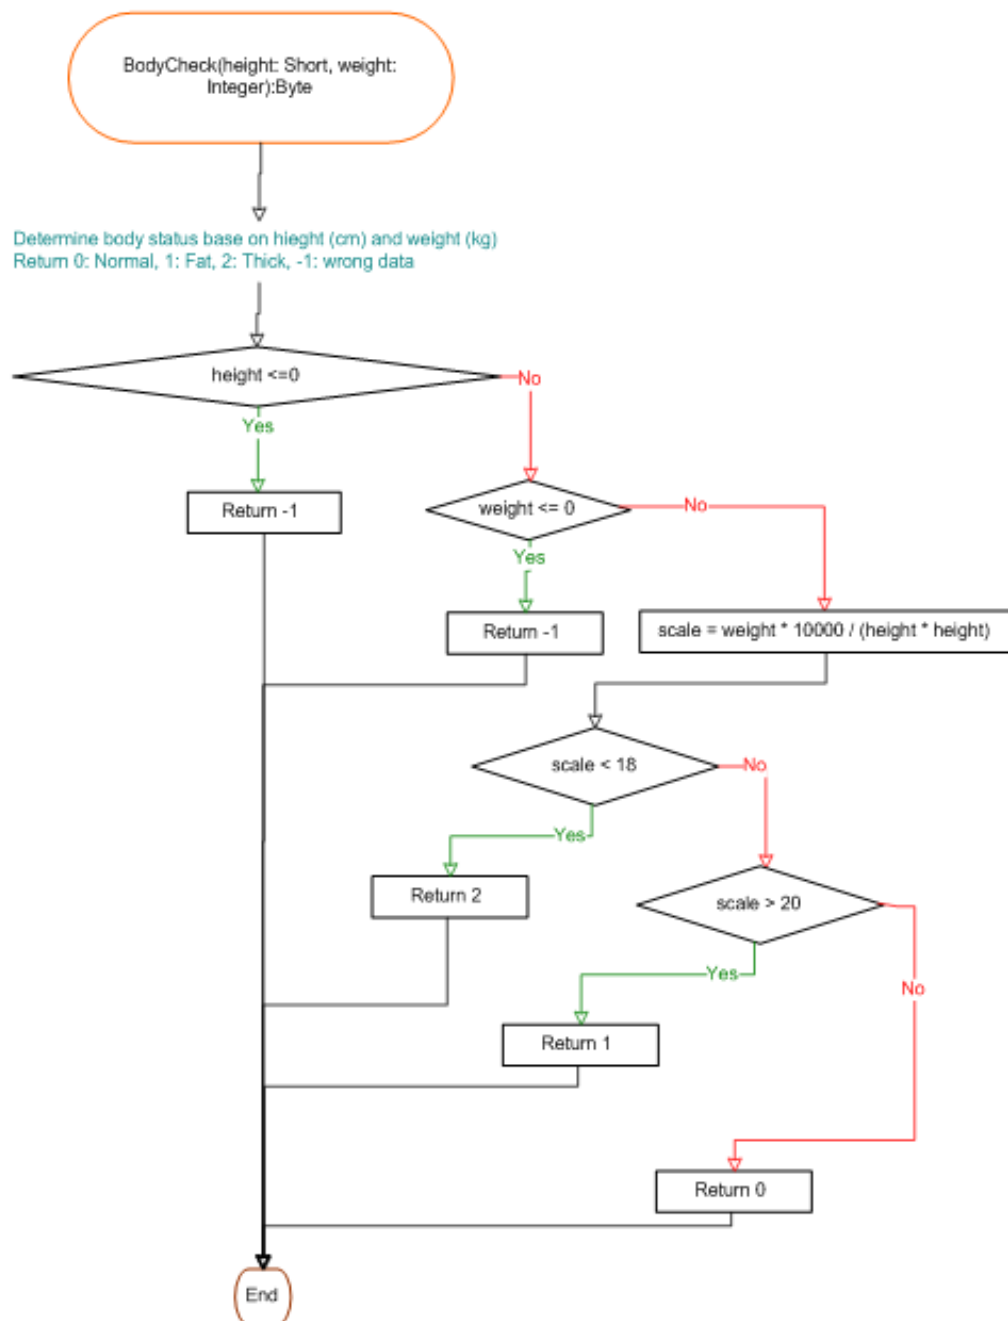 BodyCheck(height: Short, weight:
Integer):Byte
Determine body status base on hieght (cm) and weight (kg)
Return 0: Normal, 1: Fat, 2: Thick, -1: wrong data
height <=0
No
Yes
Return -1
weight <= 0
No
Yes
Return -1
scale = weight * 10000 / (height * height)
scale < 18
No
Yes
Return 2
scale > 20
Yes
No
Return 1
Return 0
End